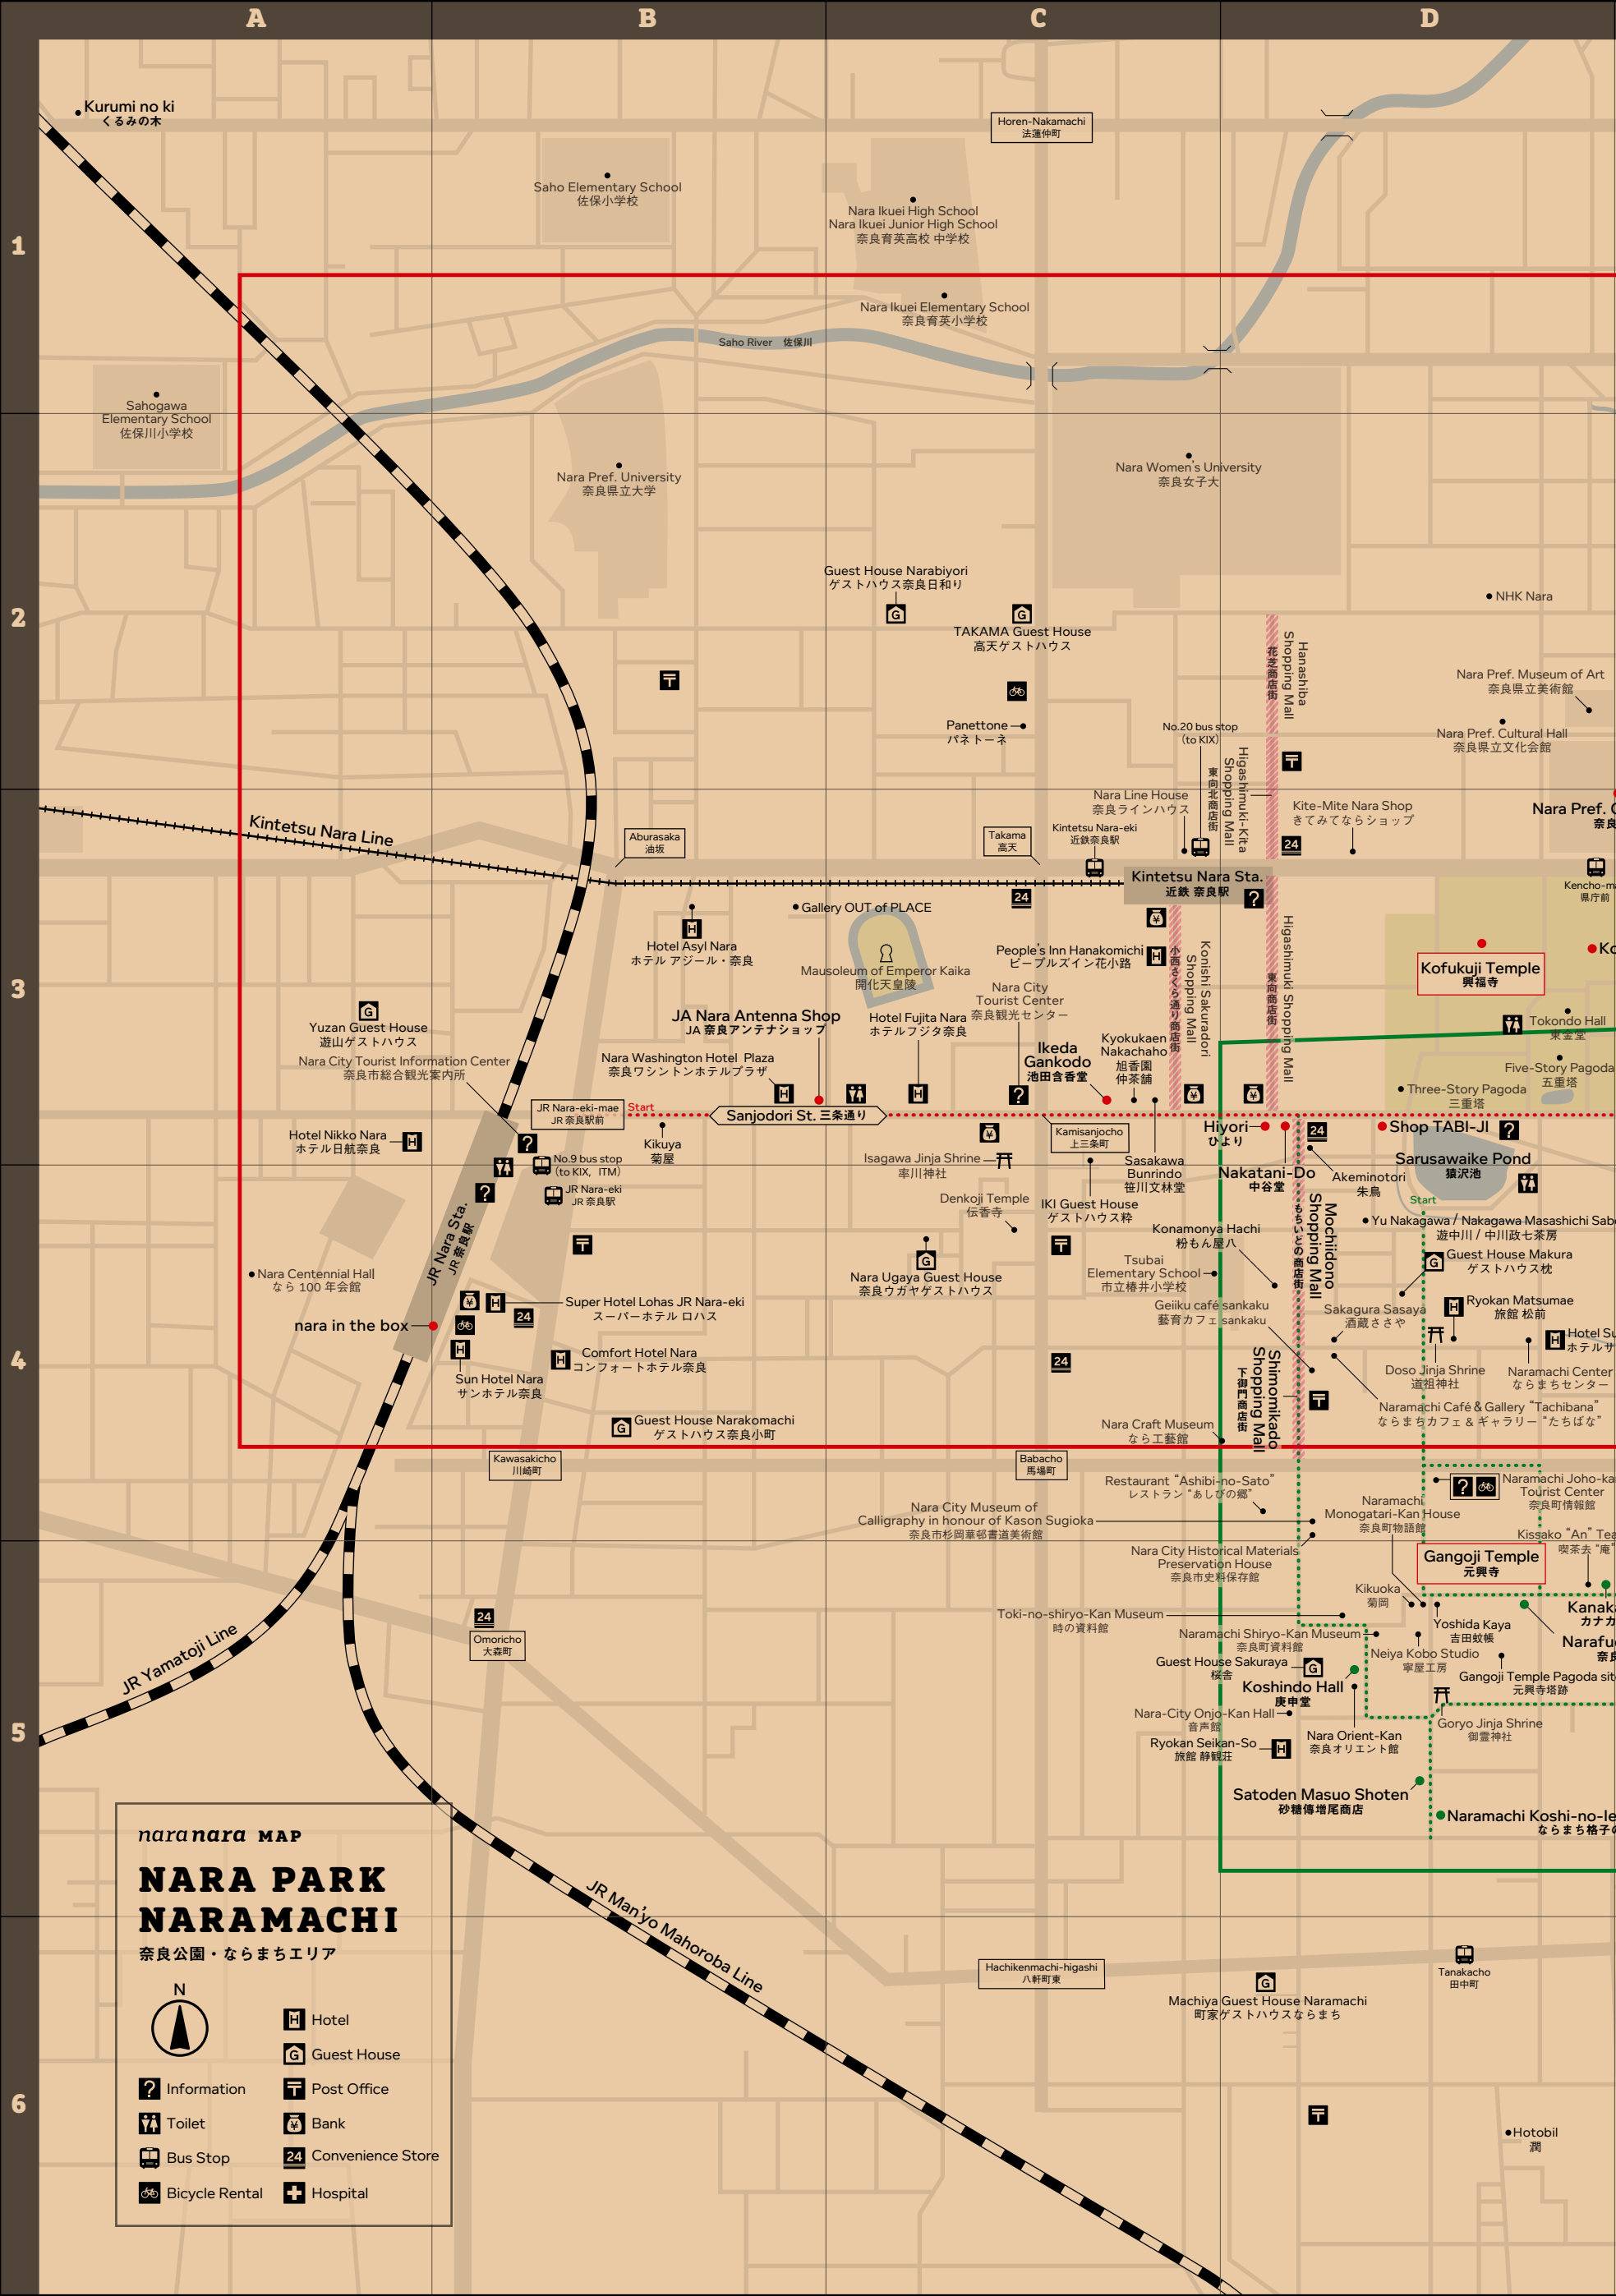 A
B
C
D
1
2
3
4
5
6
Kurumi no ki
くるみの木
Horen-Nakamachi
法蓮仲町
Saho Elementary School
佐保小学校
Nara Ikuei High School
Nara Ikuei Junior High School
奈良育英高校 中学校
Nara Ikuei Elementary School
奈良育英小学校
Saho River 佐保川
Sahogawa
Elementary School
佐保川小学校
Nara Pref. University
奈良県立大学
Nara Women's University
奈良女子大
Guest House Narabiyori
ゲストハウス奈良日和り
G
G
TAKAMA Guest House
高天ゲストハウス
NHK Nara
Hanashiba
Shopping Mall
花芝商店街
Nara Pref. Museum of Art
奈良県立美術館
Nara Pref. Cultural Hall
奈良県立文化会館
Panettone
パネトーネ
No.20 bus stop
(to KIX)
Higashimuki-Kita
Shopping Mall
東向北商店街
Nara Line House
奈良ラインハウス
Kite-Mite Nara Shop
きてみてならショップ
Nara Pref. O
奈良
Kintetsu Nara Line
Aburasaka
油坂
Takama
高天
Kintetsu Nara-eki
近鉄奈良駅
24
Kintetsu Nara Sta.
近鉄 奈良駅
?
24
Kencho-ma
県庁前
Gallery OUT of PLACE
H
Hotel Asyl Nara
ホテル アジール・奈良
Mausoleum of Emperor Kaika
開化天皇陵
People's Inn Hanakomichi
ピープルズイン花小路
H
小西さくら通り商店街
Konishi Sakuradori
Shopping Mall
東向商店街
Higashimuki Shopping Mall
Kofukuji Temple
興福寺
Ko
Tokondo Hall
東金堂
Five-Story Pagoda
五重塔
Three-Story Pagoda
三重塔
G
Yuzan Guest House
遊山ゲストハウス
Nara City Tourist Information Center
奈良市総合観光案内所
JA Nara Antenna Shop
JA 奈良アンテナショップ
Hotel Fujita Nara
ホテルフジタ奈良
Nara City
Tourist Center
奈良観光センター
Nara Washington Hotel Plaza
奈良ワシントンホテルプラザ
Ikeda
Gankodo
池田含香堂
Kyokukaen
Nakachaho
旭香園
仲茶舗
H
H
?
JR Nara-eki-mae
JR 奈良駅前
Start
Sanjodori St. 三条通り
Kamisanjocho
上三条町
Hotel Nikko Nara
ホテル日航奈良
H
?
Kikuya
菊屋
Isagawa Jinja Shrine
率川神社
Sasakawa
Bunrindo
笹川文林堂
Hiyori
ひより
Nakatani-Do
中谷堂
24
Akeminotori
朱鳥
Shop TABI-JI
?
Sarusawaike Pond
猿沢池
Start
No.9 bus stop
(to KIX, ITM)
JR Nara-eki
JR 奈良駅
?
JR Nara Sta.
JR 奈良駅
Denkoji Temple
伝香寺
IKI Guest House
ゲストハウス粋
Konamonya Hachi
粉もん屋八
もちいどの商店街
Mochiidono
Shopping Mall
Yu Nakagawa / Nakagawa Masashichi Sabo
遊中川 / 中川政七茶房
G
Guest House Makura
ゲストハウス枕
G
Nara Ugaya Guest House
奈良ウガヤゲストハウス
Tsubai
Elementary School
市立椿井小学校
Geiiku café sankaku
藝育カフェ sankaku
Sakagura Sasaya
酒蔵ささや
H
Ryokan Matsumae
旅館 松前
H
Hotel Su
ホテルサ
Nara Centennial Hall
なら 100 年会館
nara in the box
H
24
Super Hotel Lohas JR Nara-eki
スーパーホテル ロハス
H
Sun Hotel Nara
サンホテル奈良
H
Comfort Hotel Nara
コンフォートホテル奈良
24
Doso Jinja Shrine
道祖神社
Naramachi Center
ならまちセンター
Naramachi Café & Gallery “Tachibana”
ならまちカフェ & ギャラリー “たちばな”
Shimomikado
Shopping Mall
下御門商店街
G
Guest House Narakomachi
ゲストハウス奈良小町
Nara Craft Museum
なら工藝館
Kawasakicho
川崎町
Babacho
馬場町
Restaurant “Ashibi-no-Sato”
レストラン “あしびの郷”
?
Naramachi Joho-ka
Tourist Center
奈良町情報館
Nara City Museum of
Calligraphy in honour of Kason Sugioka
奈良市杉岡華邨書道美術館
Naramachi
Monogatari-Kan House
奈良町物語館
Kissako “An” Tea
喫茶去 “庵”
Nara City Historical Materials
Preservation House
奈良市史料保存館
Gangoji Temple
元興寺
Kikuoka
菊岡
Kanaka
カナカ
Toki-no-shiryo-Kan Museum
時の資料館
Yoshida Kaya
吉田蚊帳
Naramachi Shiryo-Kan Museum
奈良町資料館
Neiya Kobo Studio
寧屋工房
Narafu
奈良
Gangoji Temple Pagoda sit
元興寺塔跡
Guest House Sakuraya
桜舎
G
Koshindo Hall
庚申堂
24
Omoricho
大森町
JR Yamatoji Line
Nara-City Onjo-Kan Hall
音声館
Nara Orient-Kan
奈良オリエント館
Goryo Jinja Shrine
御霊神社
Ryokan Seikan-So
旅館 静観荘
H
Satoden Masuo Shoten
砂糖傳増尾商店
Naramachi Koshi-no-Ie
ならまち格子の
JR Man'yo Mahoroba Line
Hachikenmachi-higashi
八軒町東
Tanakacho
田中町
G
Machiya Guest House Naramachi
町家ゲストハウスならまち
Hotobil
潤
naranara MAP
NARA PARK
NARAMACHI
奈良公園・ならまちエリア
N
H Hotel
G Guest House
? Information
Post Office
Toilet
Bank
Bus Stop
24 Convenience Store
Bicycle Rental
Hospital